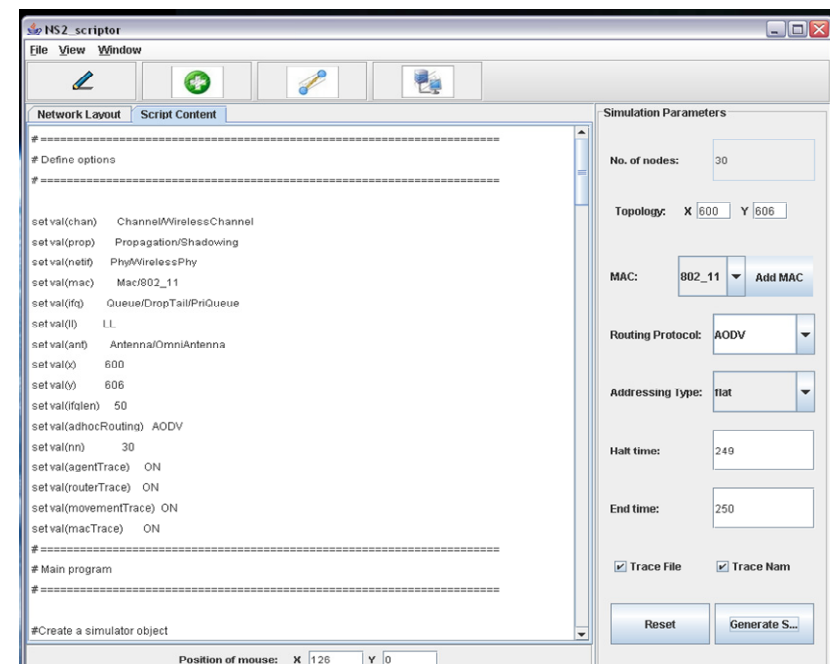 NS2_scriptor
File View Window
Network Layout Script Content
# ======================================================================
# Define options
# ======================================================================
set val(chan) Channel/WirelessChannel
set val(prop) Propagation/Shadowing
set val(netif) Phy/WirelessPhy
set val(mac) Mac/802_11
set val(ifq) Queue/DropTail/PriQueue
set val(ll) LL
set val(ant) Antenna/OmniAntenna
set val(x) 600
set val(y) 606
set val(ifqlen) 50
set val(adhocRouting) AODV
set val(nn) 30
set val(agentTrace) ON
set val(routerTrace) ON
set val(movementTrace) ON
set val(macTrace) ON
# ======================================================================
# Main program
# ======================================================================
#Create a simulator object
Position of mouse: X 126 Y 0
Simulation Parameters
No. of nodes: 30
Topology: X 600 Y 606
MAC: 802_11 Add MAC
Routing Protocol: AODV
Addressing Type: flat
Halt time: 249
End time: 250
Trace File Trace Nam
Reset Generate S...